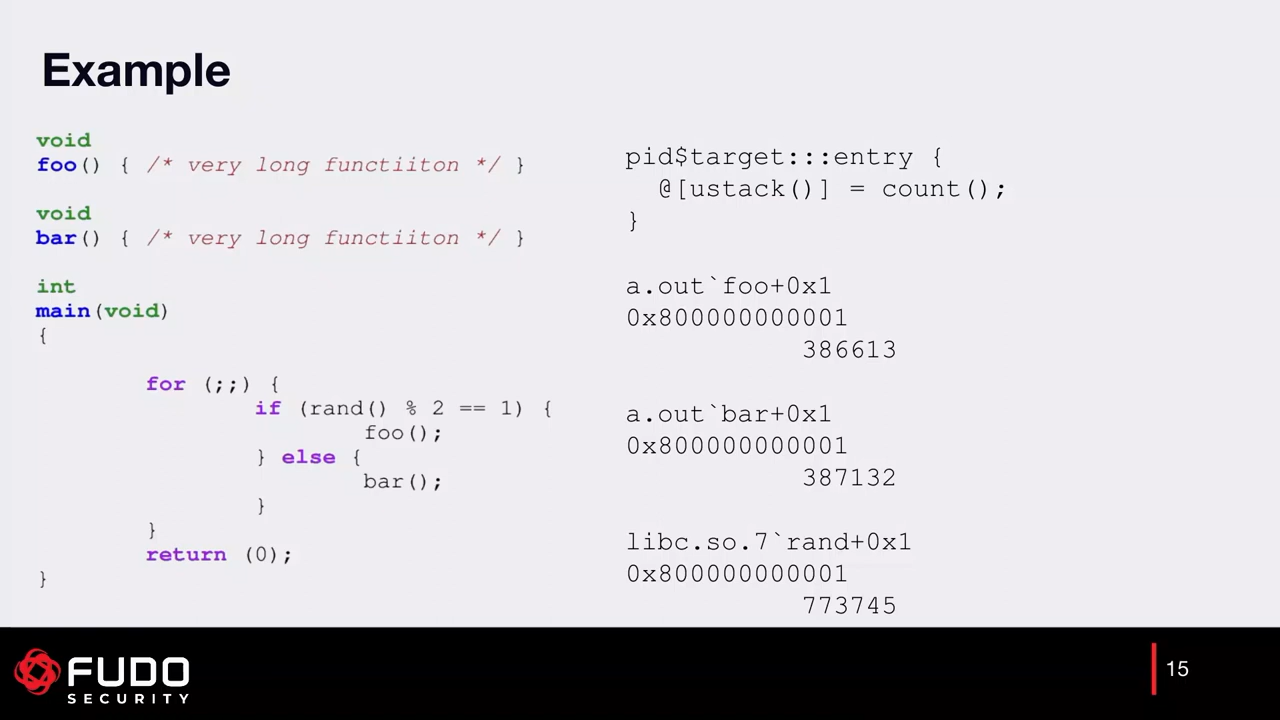 Example
void
foo() { /* very long functiiton */ }
void
bar() { /* very long functiiton */ }
int
main(void)
{
for (;;) {
if (rand() % 2 == 1) {
foo();
} else {
bar();
}
}
return (0);
}
pid$target:::entry {
@[ustack()] = count();
}
a.out`foo+0x1
0x800000000001
386613
a.out`bar+0x1
0x800000000001
387132
libc.so.7`rand+0x1
0x800000000001
773745
FUDO
SECURITY
15